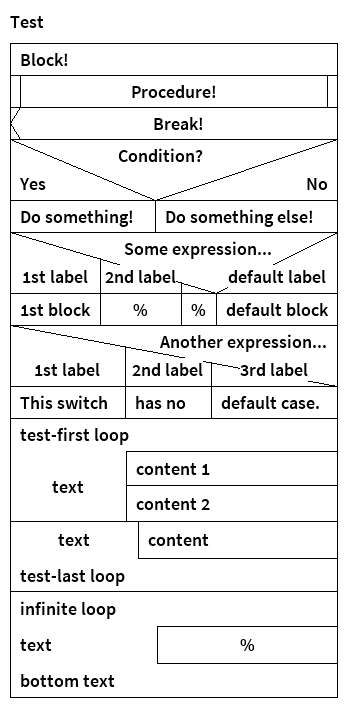 Test
Block!
Procedure!
Break!
Condition?
Yes No
Do something! Do something else!
Some expression...
1st label 2nd label default label
1st block % % default block
Another expression...
1st label 2nd label 3rd label
This switch has no default case.
test-first loop
content 1
text
content 2
text content
test-last loop
infinite loop
text %
bottom text